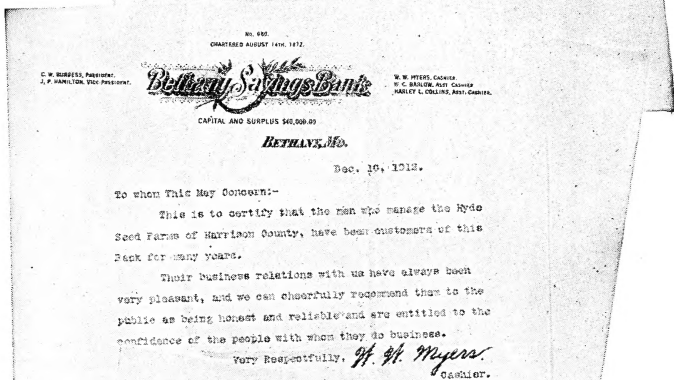 No. 680.
CHARTERED AUGUST 14TH, 1872.
C. W. BURGESS, PRESIDENT.
J. P. HAMILTON, VICE PRESIDENT.
Bethany Savings Bank
W. W. MYERS, CASHIER.
W C. BARLOW, ASST CASHIER
HARLEY L. COLLINS, ASST. CASHIER.
CAPITAL AND SURPLUS $40,000.00
BETHANY, MO.
Dec. 10, 1912.
To whom This May Concern:-
This is to certify that the men who manage the Hyde
Seed Farms of Harrison County, have been customers of this
Bank for many years.
Their business relations with us have always been
very pleasant, and we can cheerfully recommend them to the
public as being honest and reliable and are entitled to the
confidence of the people with whom they do business.
Very Respectfully, W. W. Myers.
Cashier.